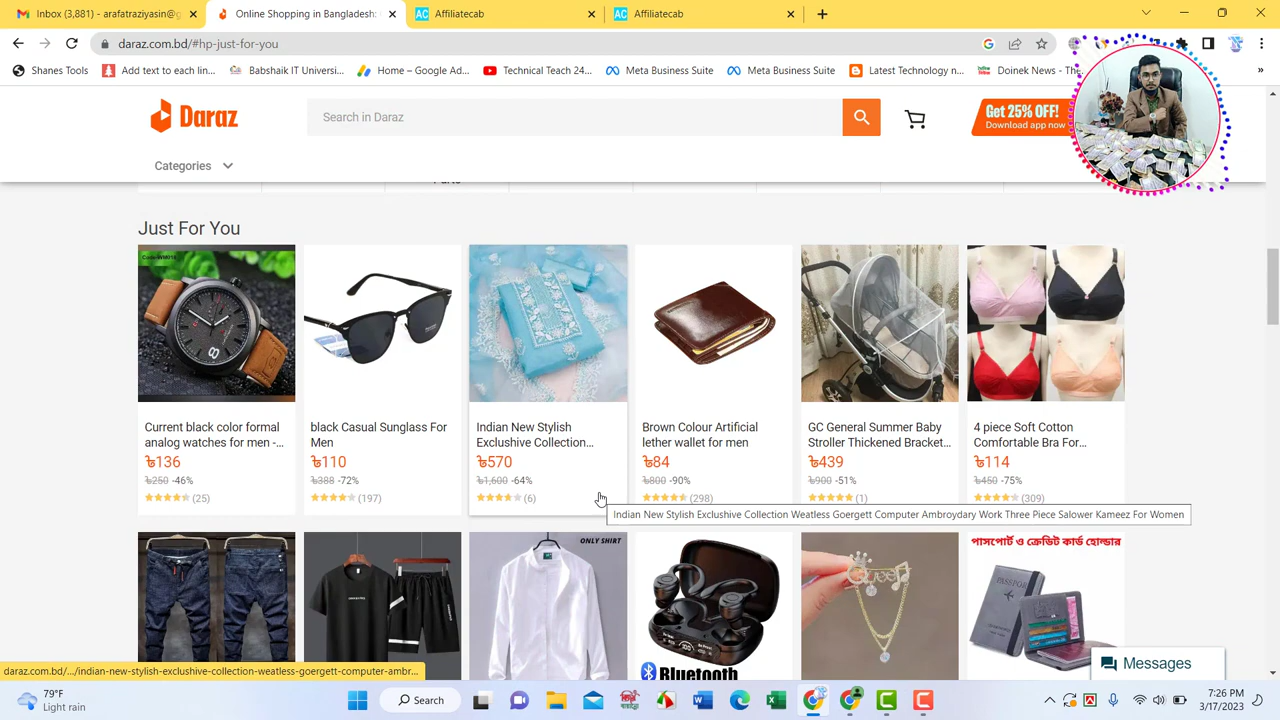 Inbox (3,881) - arafatraziyasin@g
Online Shopping in Bangladesh:
Affiliatecab
Affiliatecab
daraz.com.bd/#hp-just-for-you
Shanes Tools
Add text to each lin...
Babshaik IT Universi...
Home – Google Ad...
Technical Teach 24...
Meta Business Suite
Meta Business Suite
Latest Technology n...
Doinek News - The
»
Daraz
Search in Daraz
Get 25% OFF!
Download app now
Categories
Just For You
Code-WM018
Current black color formal
analog watches for men -...
৳136
৳250 -46%
(25)
black Casual Sunglass For
Men
৳110
৳388 -72%
(197)
Indian New Stylish
Exclushive Collection...
৳570
৳1,600 -64%
(6)
Brown Colour Artificial
lether wallet for men
৳84
৳800 -90%
(298)
GC General Summer Baby
Stroller Thickened Bracket...
৳439
৳900 -51%
(1)
4 piece Soft Cotton
Comfortable Bra For...
৳114
৳450 -75%
(309)
Indian New Stylish Exclushive Collection Weatless Goergett Computer Ambroydary Work Three Piece Salower Kameez For Women
ONLY SHIRT
Bluetooth
পাসপোর্ট ও ক্রেডিট কার্ড হোল্ডার
PASSPORT
Messages
daraz.com.bd/.../indian-new-stylish-exclushive-collection-weatless-goergett-computer-ambr...
79°F
Light rain
Search
7:26 PM
3/17/2023